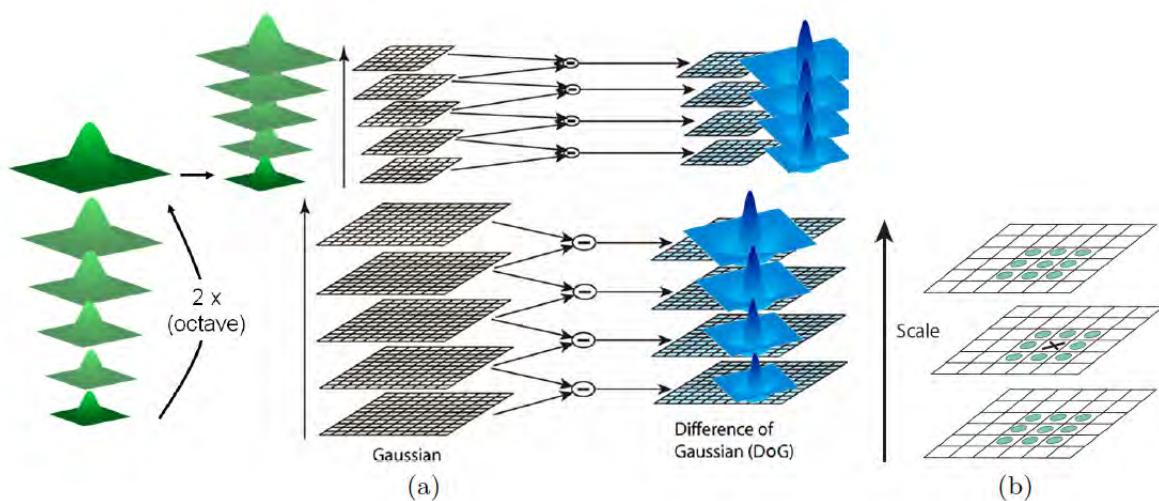 2 x
(octave)
Gaussian
Difference of
Gaussian (DoG)
Scale
(a)
(b)